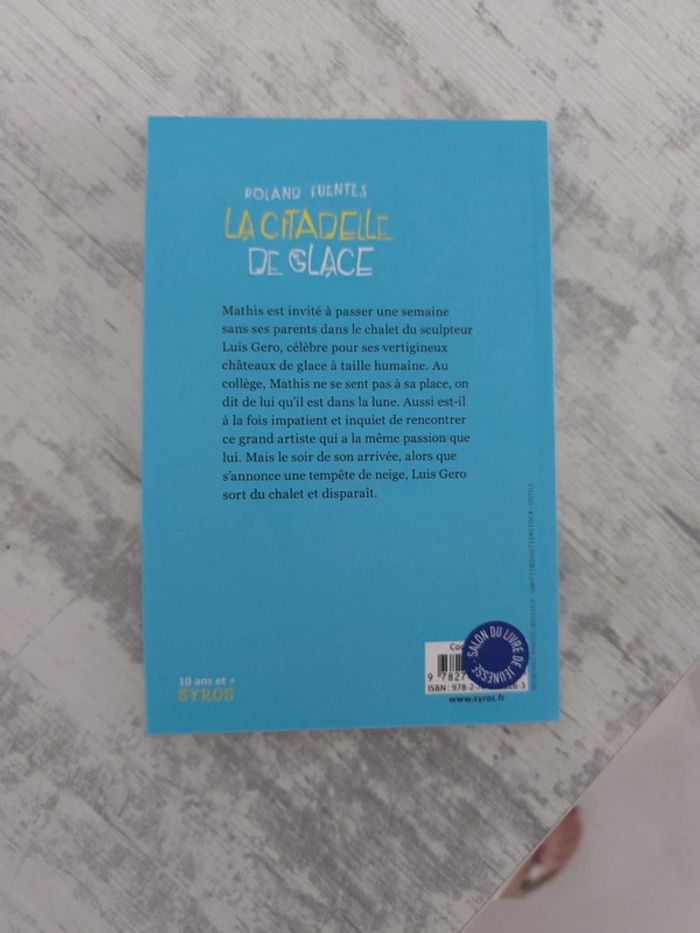 ROLAND FUENTÈS
LA CITADELLE
DE GLACE
Mathis est invité à passer une semaine
sans ses parents dans le chalet du sculpteur
Luis Gero, célèbre pour ses vertigineux
châteaux de glace à taille humaine. Au
collège, Mathis ne se sent pas à sa place, on
dit de lui qu'il est dans la lune. Aussi est-il
à la fois impatient et inquiet de rencontrer
ce grand artiste qui a la même passion que
lui. Mais le soir de son arrivée, alors que
s'annonce une tempête de neige, Luis Gero
sort du chalet et disparaît.
10 ans et +
SYROS
SALON DU LIVRE DE JEUNESSE
ISBN : 978-2-
www.syros.fr